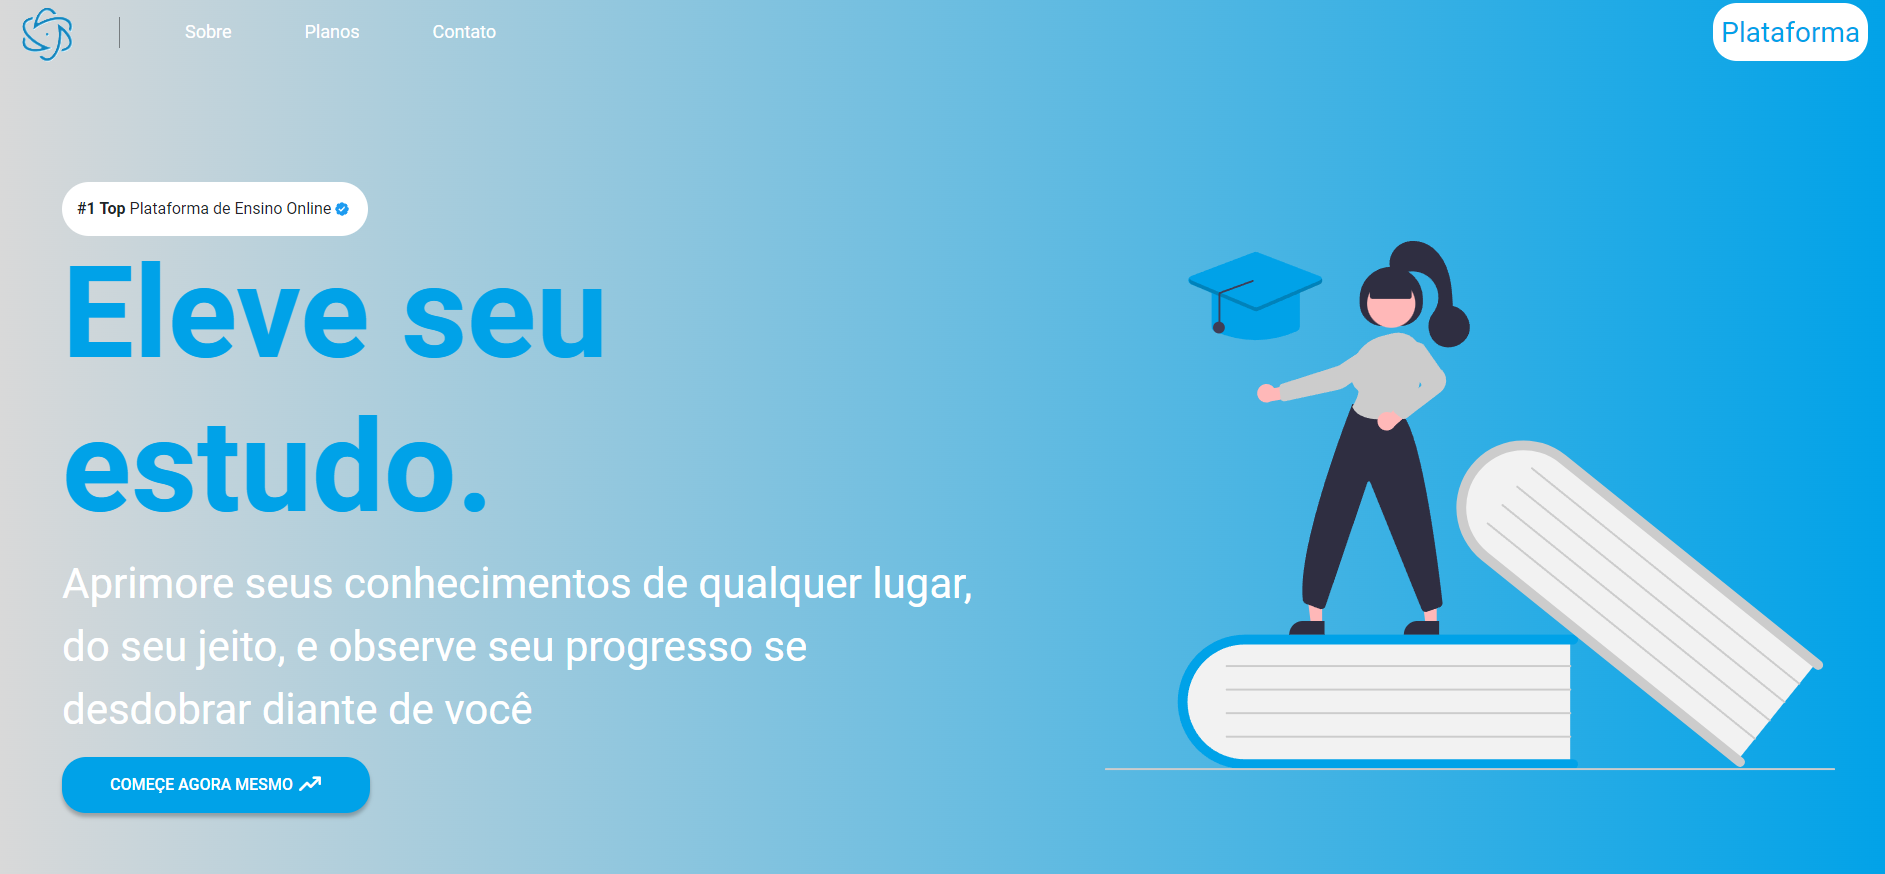 Sobre
Planos
Contato
Plataforma
#1 Top Plataforma de Ensino Online
Eleve seu
estudo.
Aprimore seus conhecimentos de qualquer lugar,
do seu jeito, e observe seu progresso se
desdobrar diante de você
COMEÇE AGORA MESMO